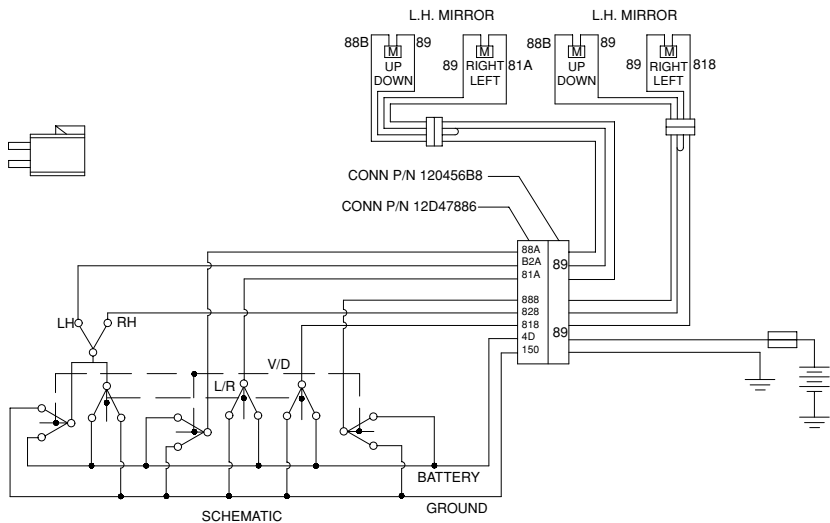 L.H. MIRROR L.H. MIRROR
88B M 89 M 88B M 89 M
UP DOWN 89 RIGHT LEFT 81A UP DOWN 89 RIGHT LEFT 818
CONN P/N 120456B8
CONN P/N 12D47886
88A
B2A 89
81A
888
828
818 89
4D
150
LH RH
V/D
L/R
BATTERY
GROUND
SCHEMATIC